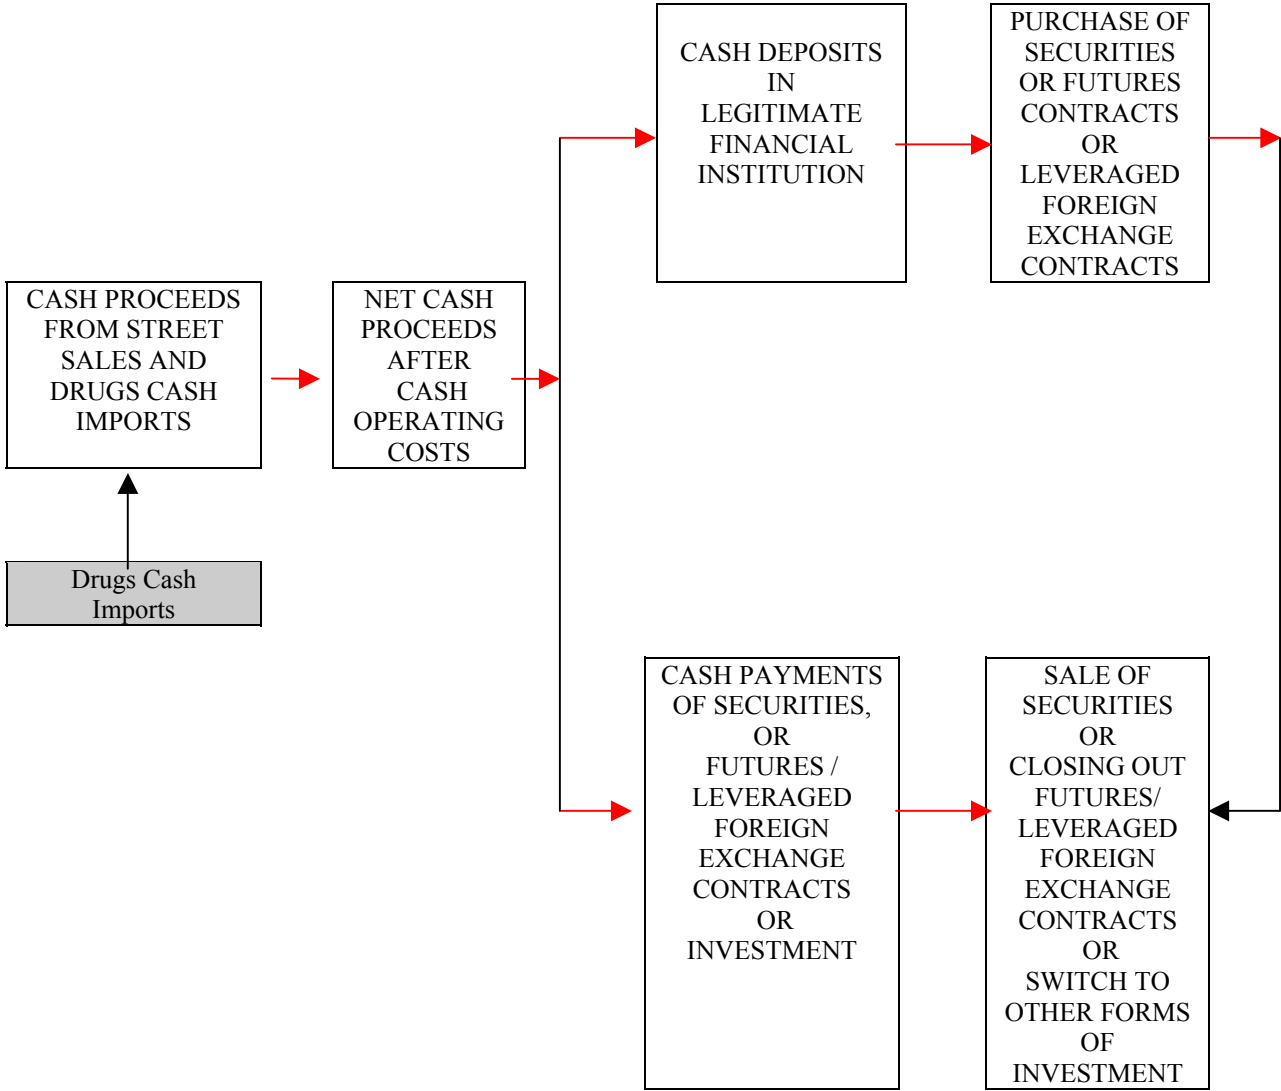 CASH PROCEEDS
FROM STREET
SALES AND
DRUGS CASH
IMPORTS
Drugs Cash
Imports
NET CASH
PROCEEDS
AFTER
CASH
OPERATING
COSTS
CASH DEPOSITS
IN
LEGITIMATE
FINANCIAL
INSTITUTION
PURCHASE OF
SECURITIES
OR FUTURES
CONTRACTS
OR
LEVERAGED
FOREIGN
EXCHANGE
CONTRACTS
CASH PAYMENTS
OF SECURITIES,
OR
FUTURES /
LEVERAGED
FOREIGN
EXCHANGE
CONTRACTS
OR
INVESTMENT
SALE OF
SECURITIES
OR
CLOSING OUT
FUTURES/
LEVERAGED
FOREIGN
EXCHANGE
CONTRACTS
OR
SWITCH TO
OTHER FORMS
OF
INVESTMENT